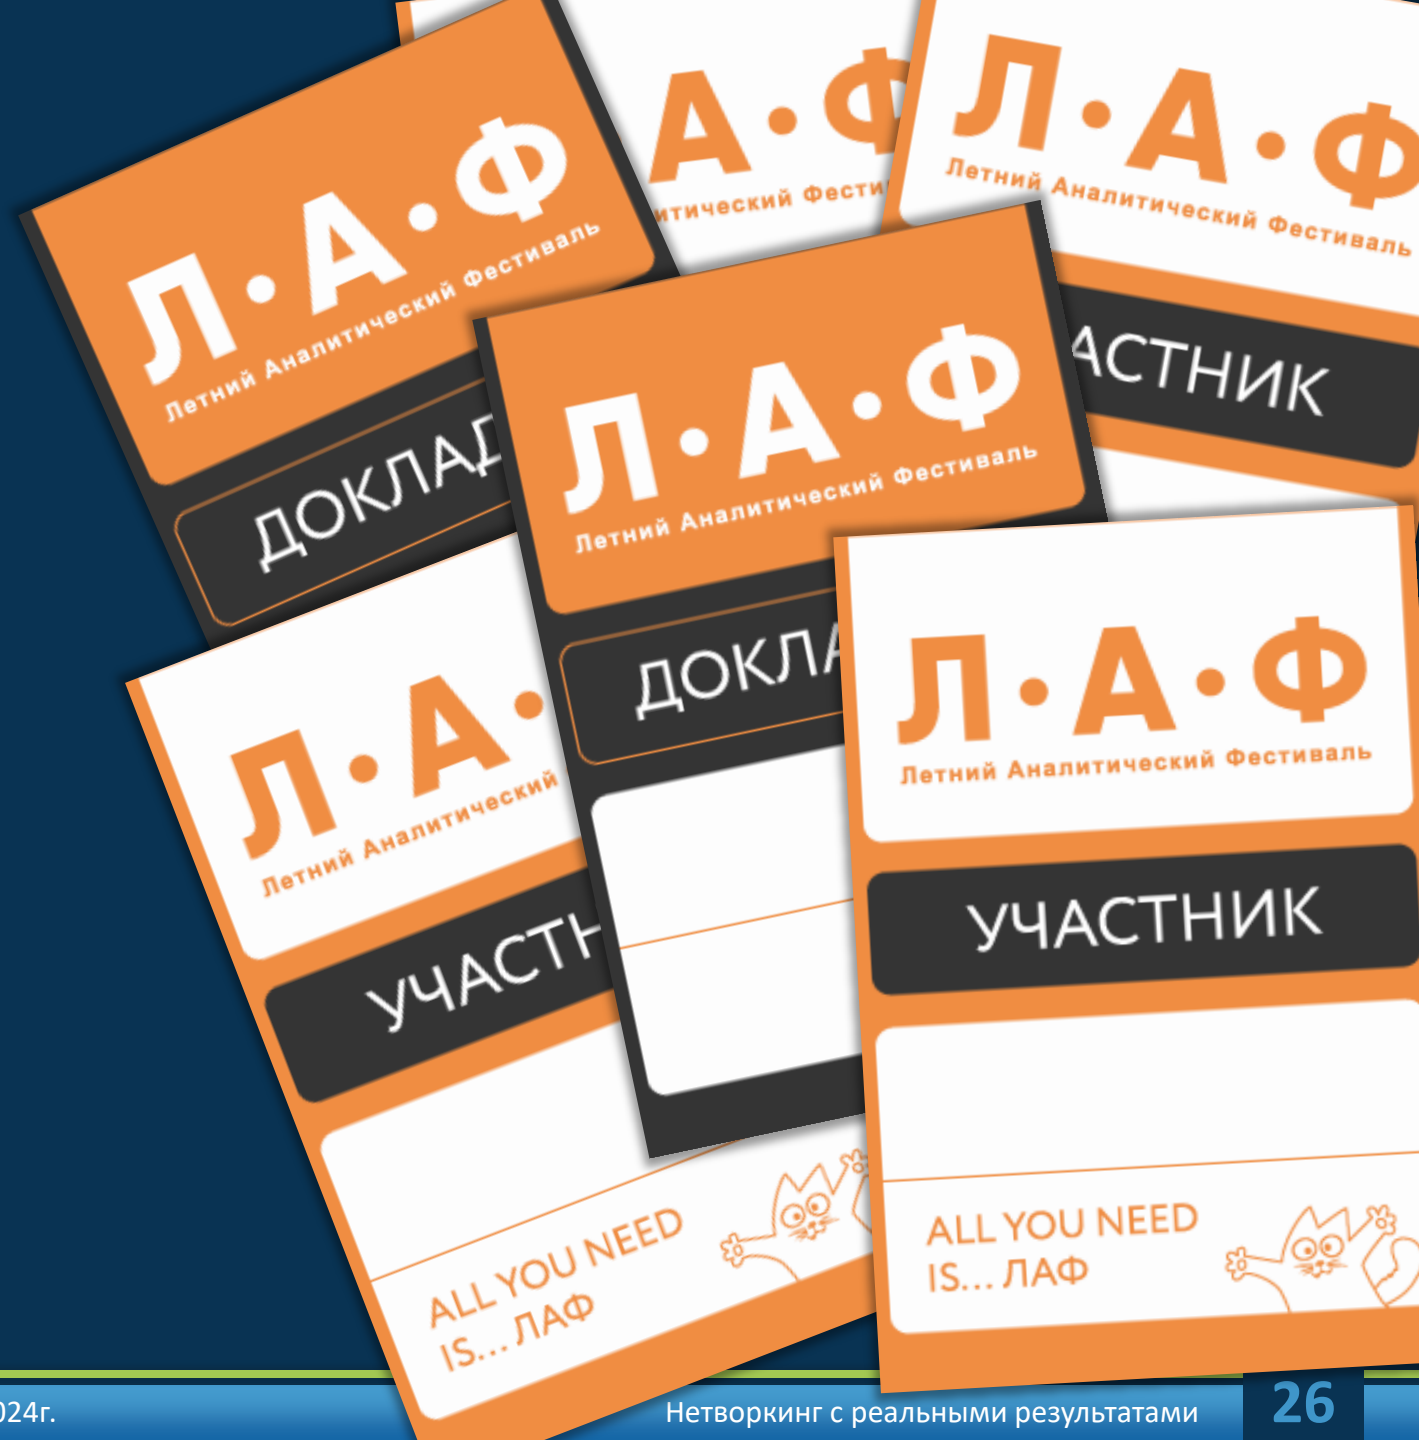 Л·А·Ф
Летний Аналитический Фестиваль
ДОКЛАД
А·Ф
итический Фести
Л·А·Ф
Летний Аналитический Фестиваль
АСТНИК
Л·А·Ф
Летний Аналитический Фестиваль
ДОКЛА
Л·А·
Летний Аналитический
УЧАСТН
ALL YOU NEED
IS... ЛАФ
Л·А·Ф
Летний Аналитический Фестиваль
УЧАСТНИК
ALL YOU NEED
IS... ЛАФ
024г.
Нетворкинг с реальными результатами
26